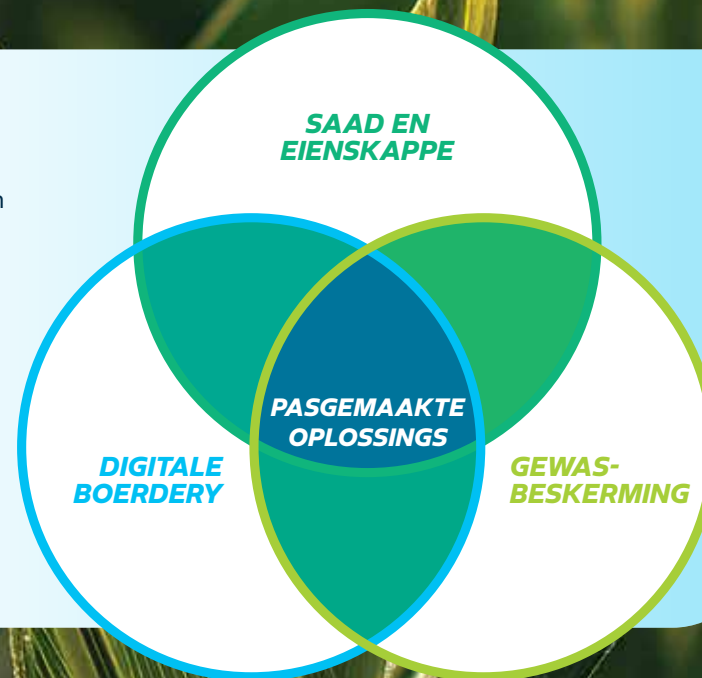 SAAD EN
EIENSKAPPE
PASGEMAAKTE
OPLOSSINGS
DIGITALE
BOERDERY
GEWAS-
BESKERMING